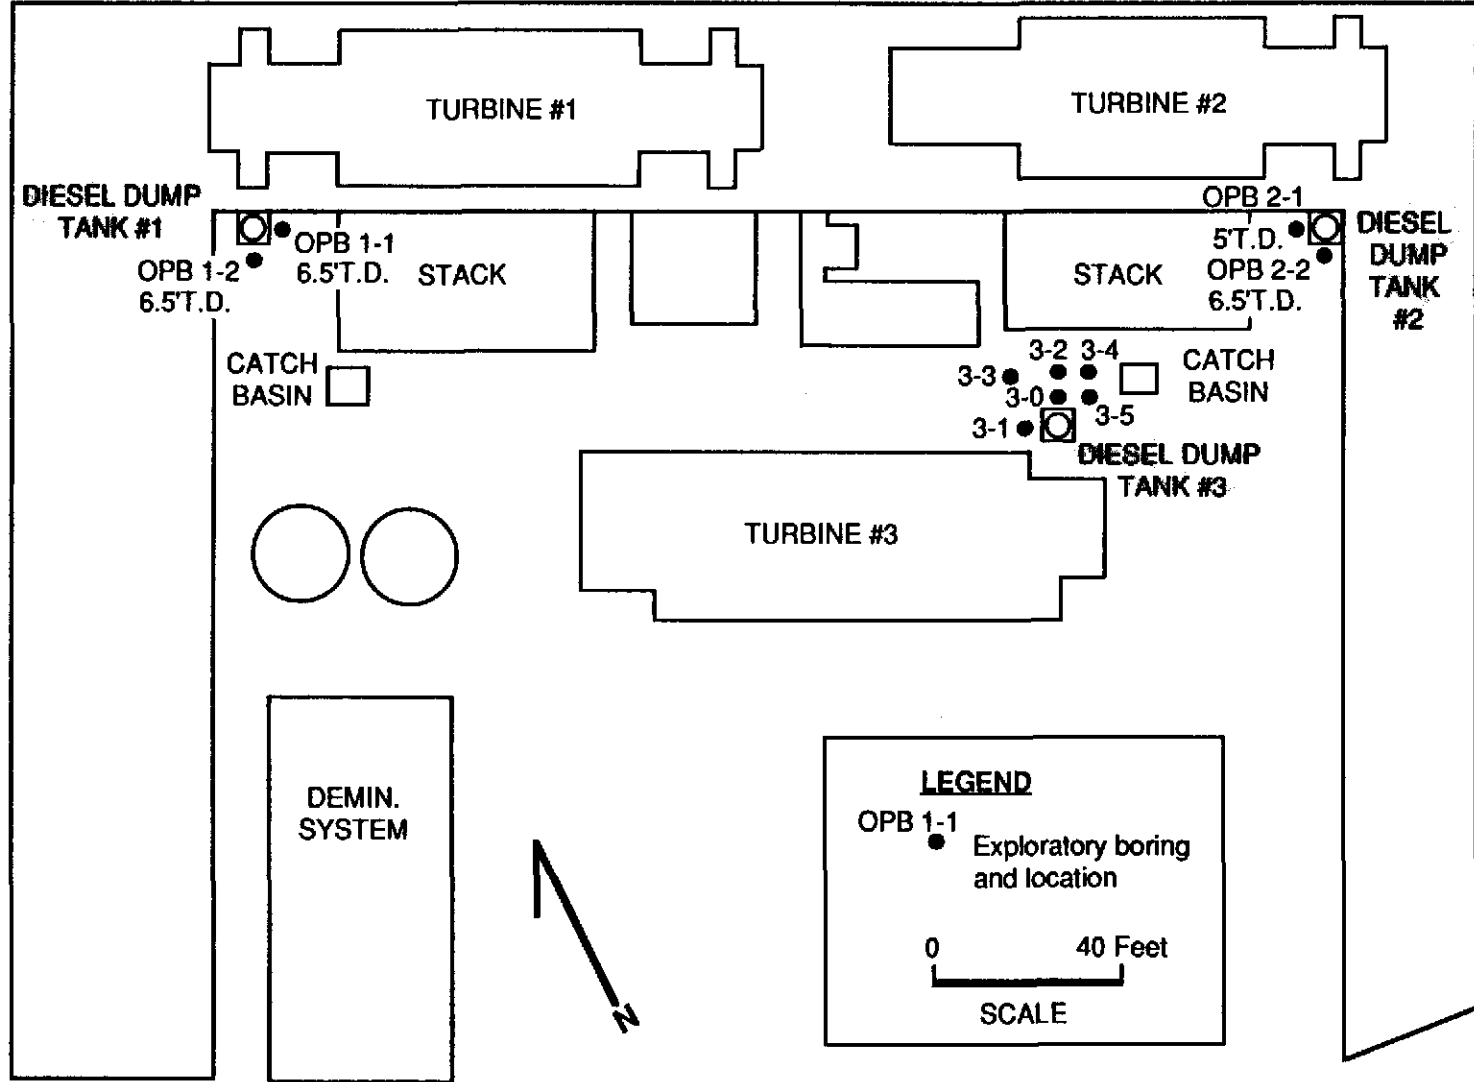 TURBINE #1
TURBINE #2
DIESEL DUMP
TANK #1
OPB 1-1
6.5'T.D.
OPB 1-2
6.5'T.D.
STACK
STACK
OPB 2-1
5'T.D.
OPB 2-2
6.5'T.D.
DIESEL
DUMP
TANK
#2
CATCH
BASIN
3-2
3-4
3-3
3-0
3-5
3-1
CATCH
BASIN
DIESEL DUMP
TANK #3
TURBINE #3
DEMIN.
SYSTEM
N
LEGEND
OPB 1-1
Exploratory boring
and location
0
40 Feet
SCALE